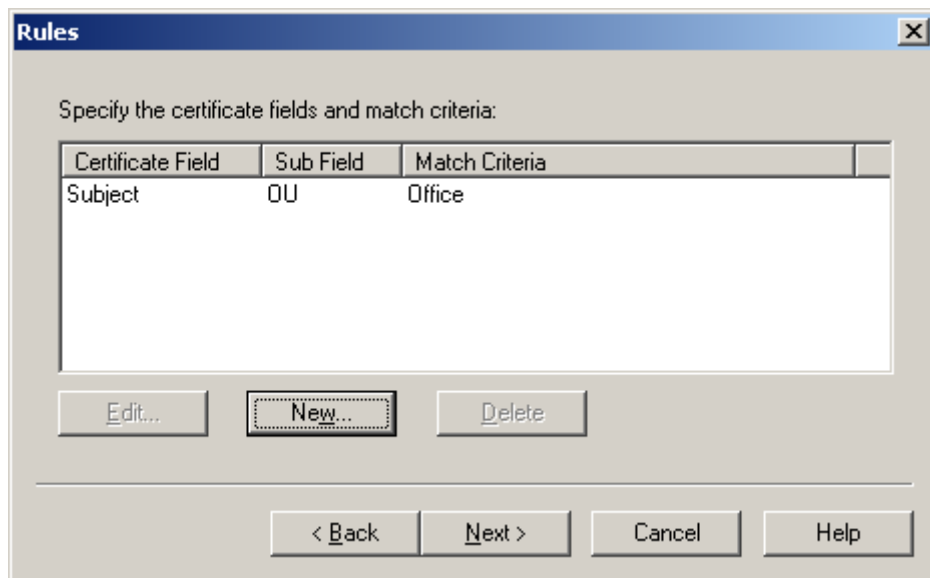 Rules
Specify the certificate fields and match criteria:
Certificate Field Sub Field Match Criteria
Subject OU Office
Edit... New... Delete
< Back Next > Cancel Help